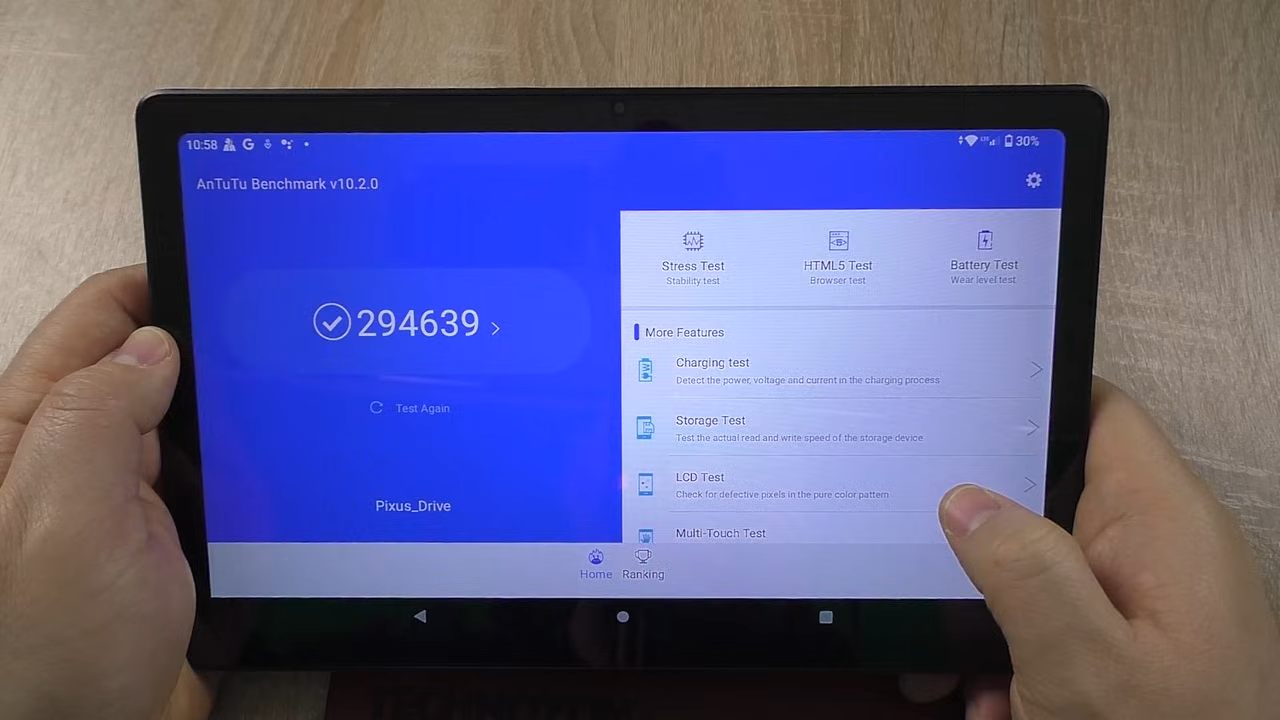 10:58
LTE
30%
AnTuTu Benchmark v10.2.0
294639
Test Again
Pixus_Drive
Stress Test
Stability test
HTML5 Test
Browser test
Battery Test
Wear level test
More Features
Charging test
Detect the power, voltage and current in the charging process
Storage Test
Test the actual read and write speed of the storage device
LCD Test
Check for defective pixels in the pure color pattern
Multi-Touch Test
Home
Ranking